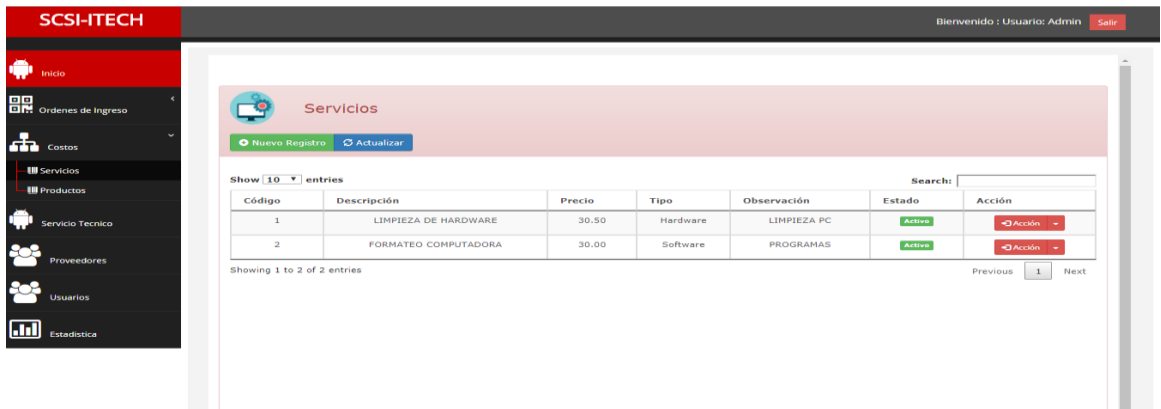 SCSI-ITECH
Bienvenido : Usuario: Admin Salir
Inicio
Ordenes de Ingreso
Costos
Servicios
Productos
Servicio Tecnico
Proveedores
Usuarios
Estadistica
Servicios
Nuevo Registro Actualizar
Show 10 entries Search:
Código Descripción Precio Tipo Observación Estado Acción
1 LIMPIEZA DE HARDWARE 30.50 Hardware LIMPIEZA PC Activo Acción
2 FORMATEO COMPUTADORA 30.00 Software PROGRAMAS Activo Acción
Showing 1 to 2 of 2 entries Previous 1 Next